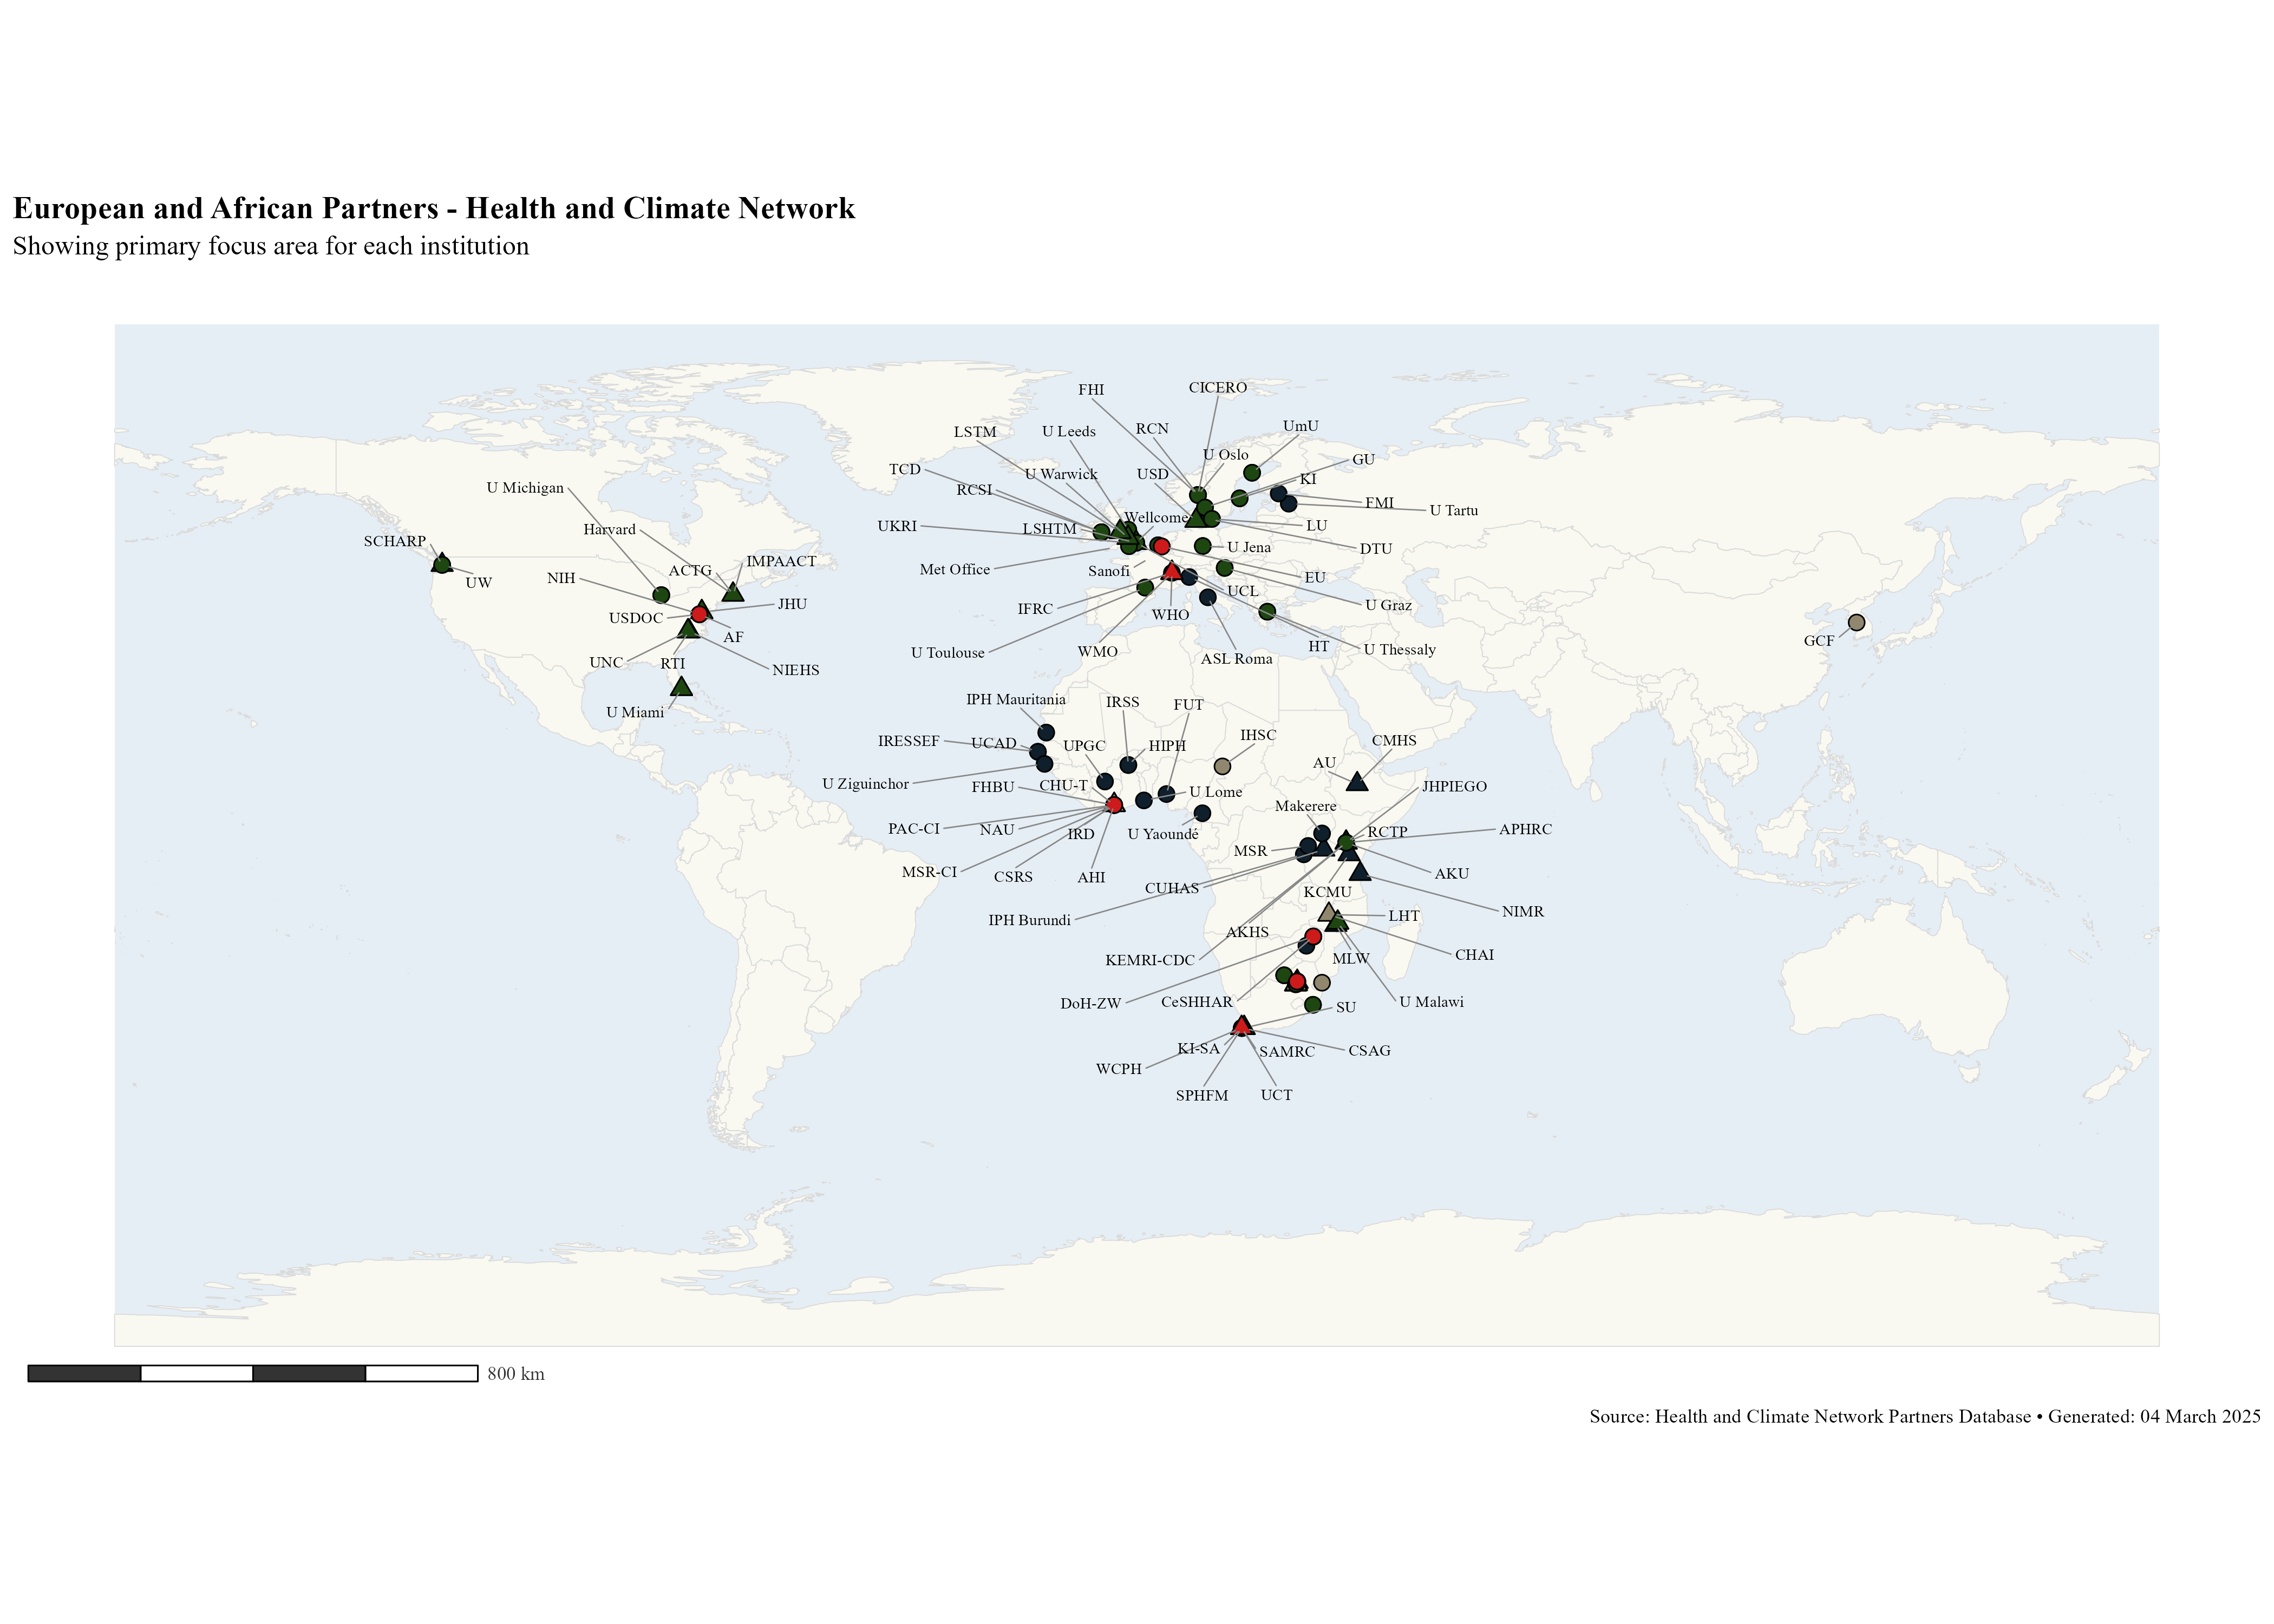 European and African Partners - Health and Climate Network
Showing primary focus area for each institution
FHI
CICERO
LSTM
U Leeds
RCN
UmU
U Oslo
GU
TCD
U Warwick
USD
KI
RCSI
U Michigan
FMI
U Tartu
Wellcome
UKRI
LSHTM
LU
Harvard
SCHARP
U Jena
DTU
IMPAACT
ACTG
Met Office
Sanofi
NIH
EU
UW
UCL
JHU
IFRC
U Graz
USDOC
WHO
AF
GCF
HT
U Toulouse
WMO
U Thessaly
ASL Roma
UNC
RTI
NIEHS
IPH Mauritania
IRSS
FUT
U Miami
IHSC
IRESSEF
UCAD
UPGC
HIPH
CMHS
AU
U Ziguinchor
FHBU
CHU-T
JHPIEGO
U Lome
Makerere
PAC-CI
NAU
IRD
U Yaoundé
RCTP
APHRC
MSR
MSR-CI
CSRS
AHI
AKU
CUHAS
KCMU
IPH Burundi
NIMR
LHT
AKHS
KEMRI-CDC
MLW
CHAI
DoH-ZW
CeSHHAR
SU
U Malawi
KI-SA
SAMRC
CSAG
WCPH
SPHFM
UCT
800 km
Source: Health and Climate Network Partners Database • Generated: 04 March 2025